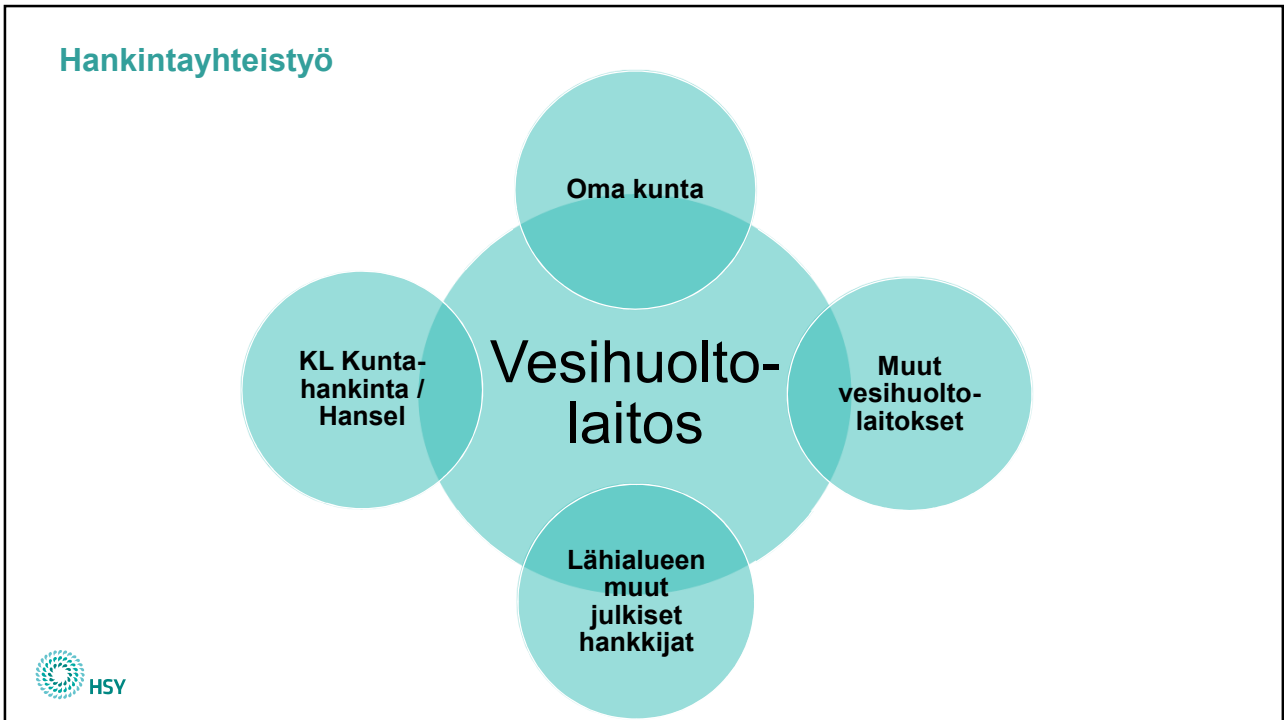 Hankintayhteistyö
Oma kunta
KL Kunta-
hankinta /
Hansel
Vesihuolto-
laitos
Muut
vesihuolto-
laitokset
Lähialueen
muut
julkiset
hankkijat
HSY